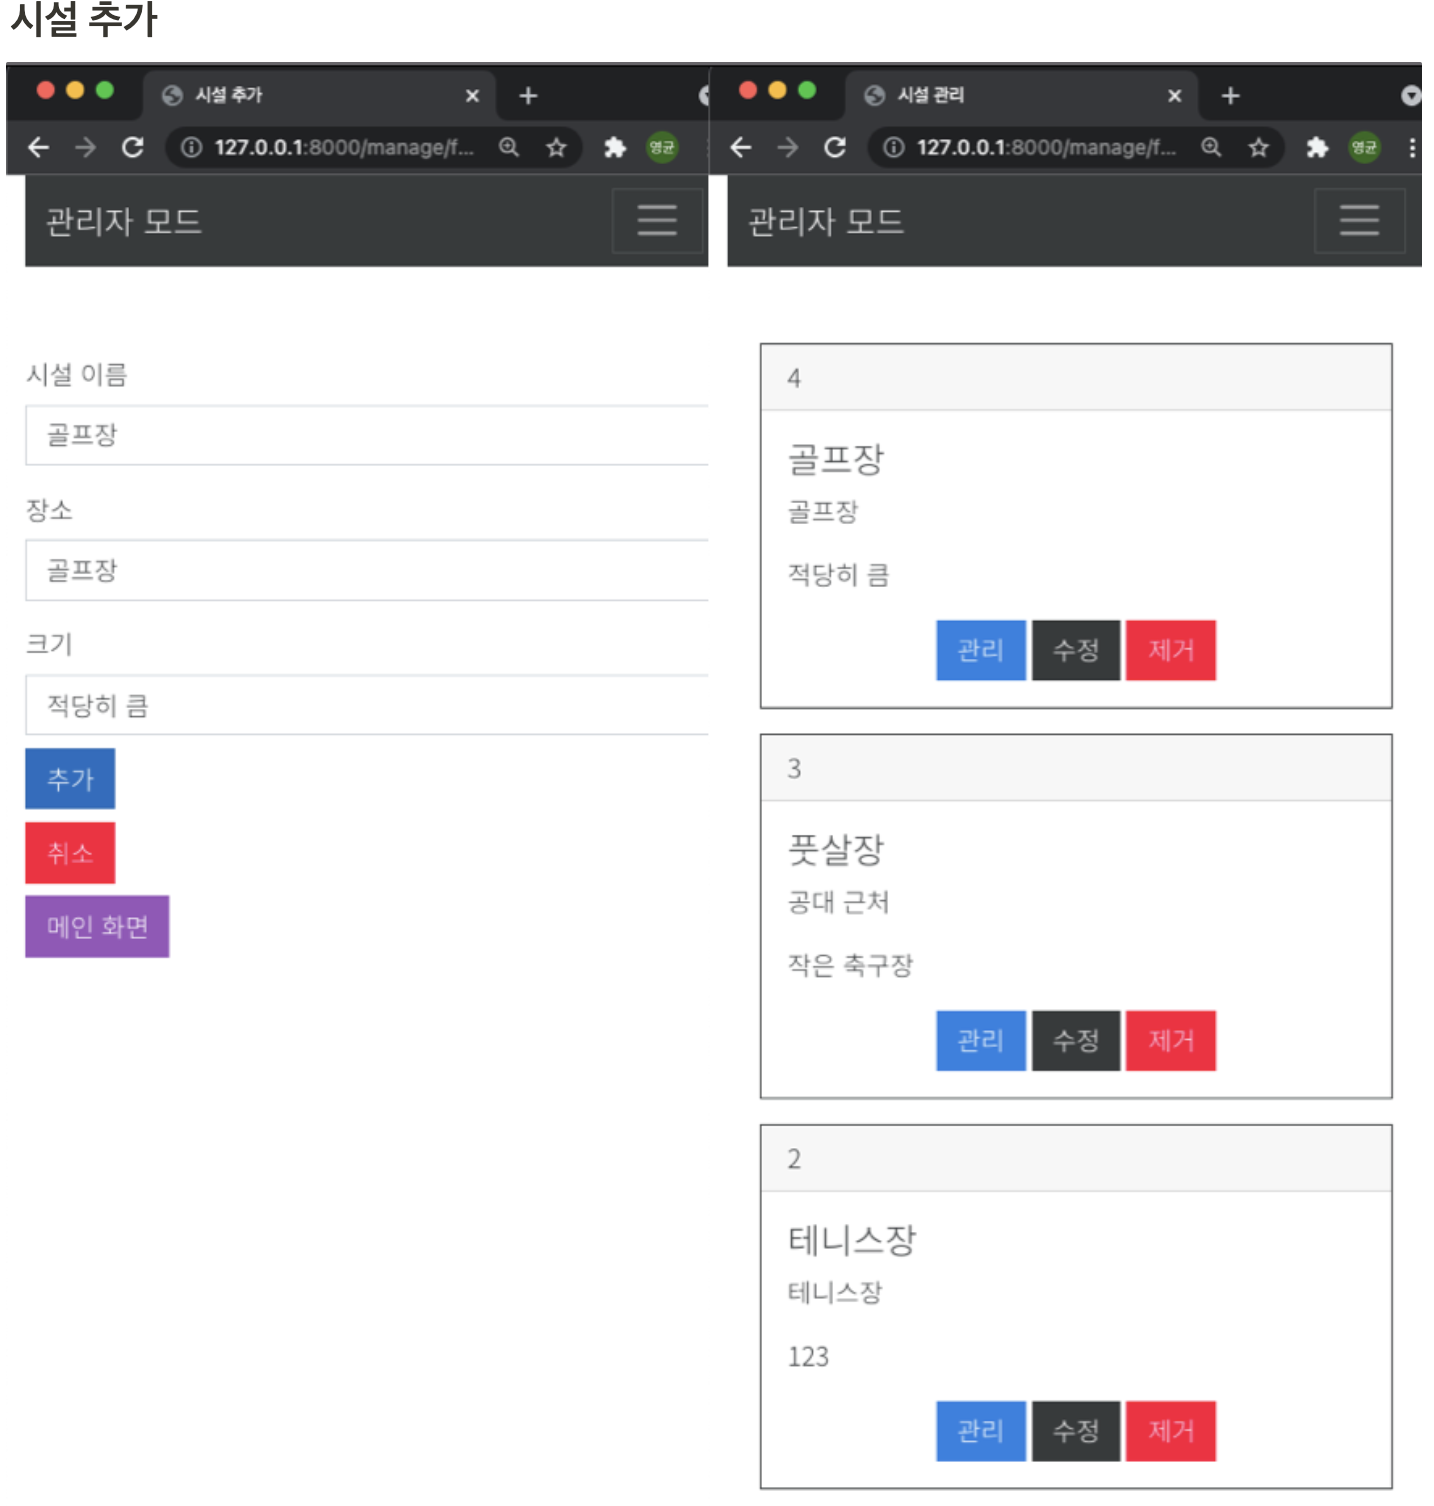 시설 추가
시설 추가
127.0.0.1:8000/manage/f...
영균
관리자 모드
시설 이름
골프장
장소
골프장
크기
적당히 큼
추가
취소
메인 화면
시설 관리
127.0.0.1:8000/manage/f...
영균
관리자 모드
4
골프장
골프장
적당히 큼
관리 수정 제거
3
풋살장
공대 근처
작은 축구장
관리 수정 제거
2
테니스장
테니스장
123
관리 수정 제거